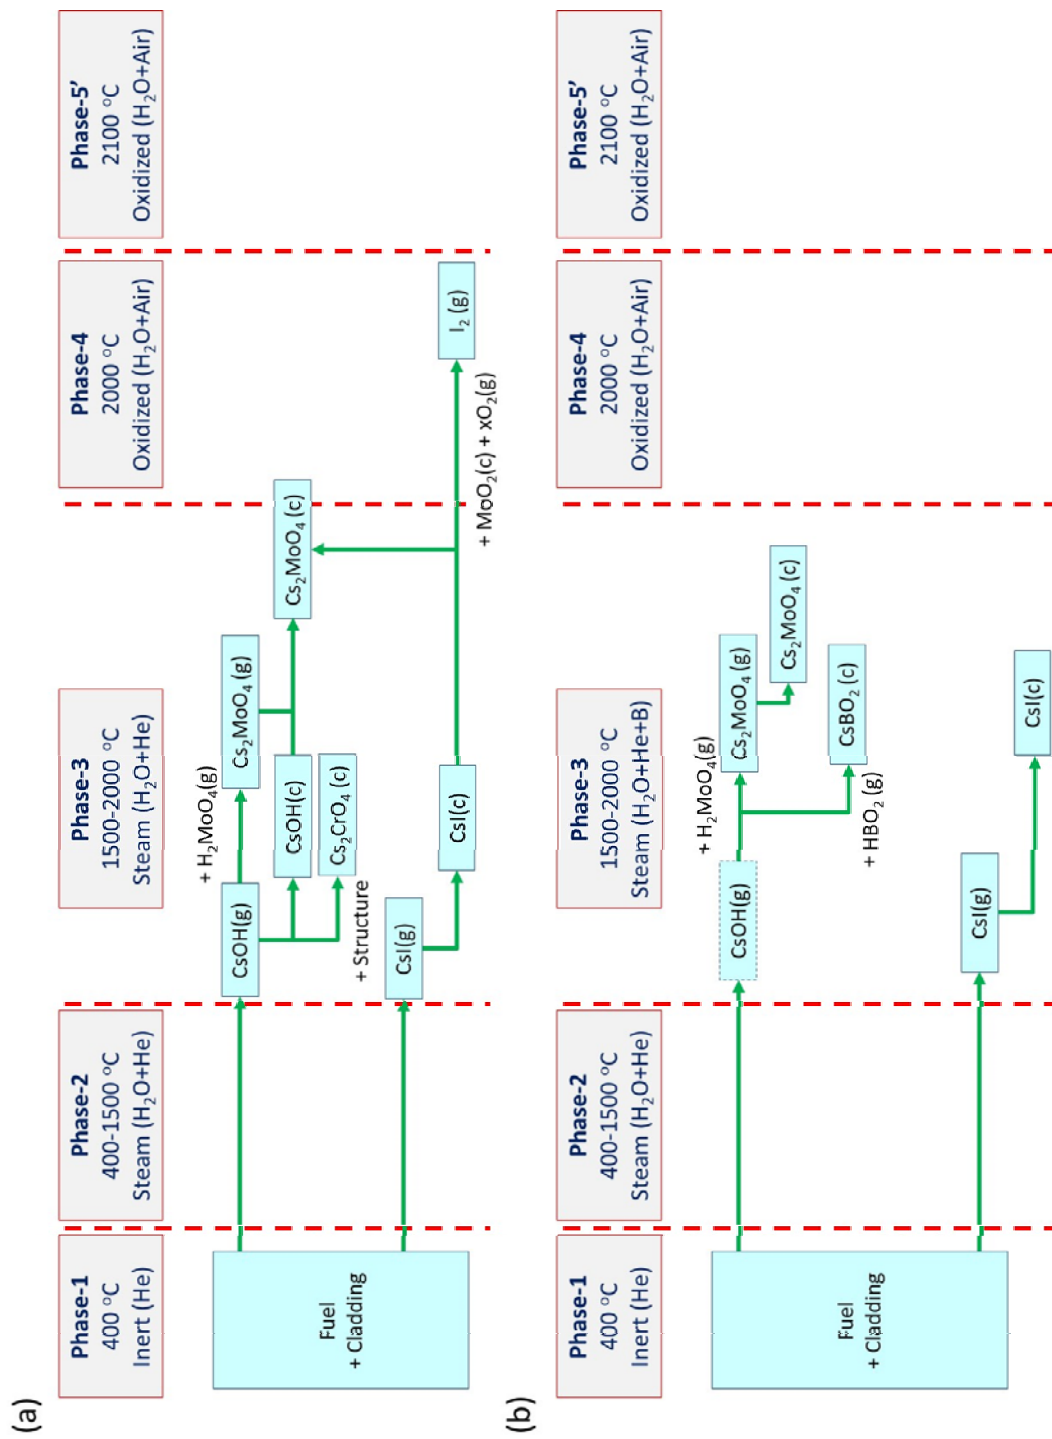 (a)
Phase-1
400 °C
Inert (He)
Phase-2
400-1500 °C
Steam (H₂O+He)
Phase-3
1500-2000 °C
Steam (H₂O+He)
Phase-4
2000 °C
Oxidized (H₂O+Air)
Phase-5’
2100 °C
Oxidized (H₂O+Air)
Fuel
+ Cladding
CsOH(g)
+ H₂MoO₄(g)
Cs₂MoO₄ (g)
CsOH(c)
Cs₂MoO₄ (c)
Cs₂CrO₄ (c)
+ Structure
CsI(g)
CsI(c)
I₂ (g)
+ MoO₂(c) + xO₂(g)
(b)
Phase-1
400 °C
Inert (He)
Phase-2
400-1500 °C
Steam (H₂O+He)
Phase-3
1500-2000 °C
Steam (H₂O+He+B)
Phase-4
2000 °C
Oxidized (H₂O+Air)
Phase-5’
2100 °C
Oxidized (H₂O+Air)
Fuel
+ Cladding
CsOH(g)
+ H₂MoO₄(g)
Cs₂MoO₄ (g)
Cs₂MoO₄ (c)
CsBO₂ (c)
+ HBO₂ (g)
CsI(g)
CsI(c)